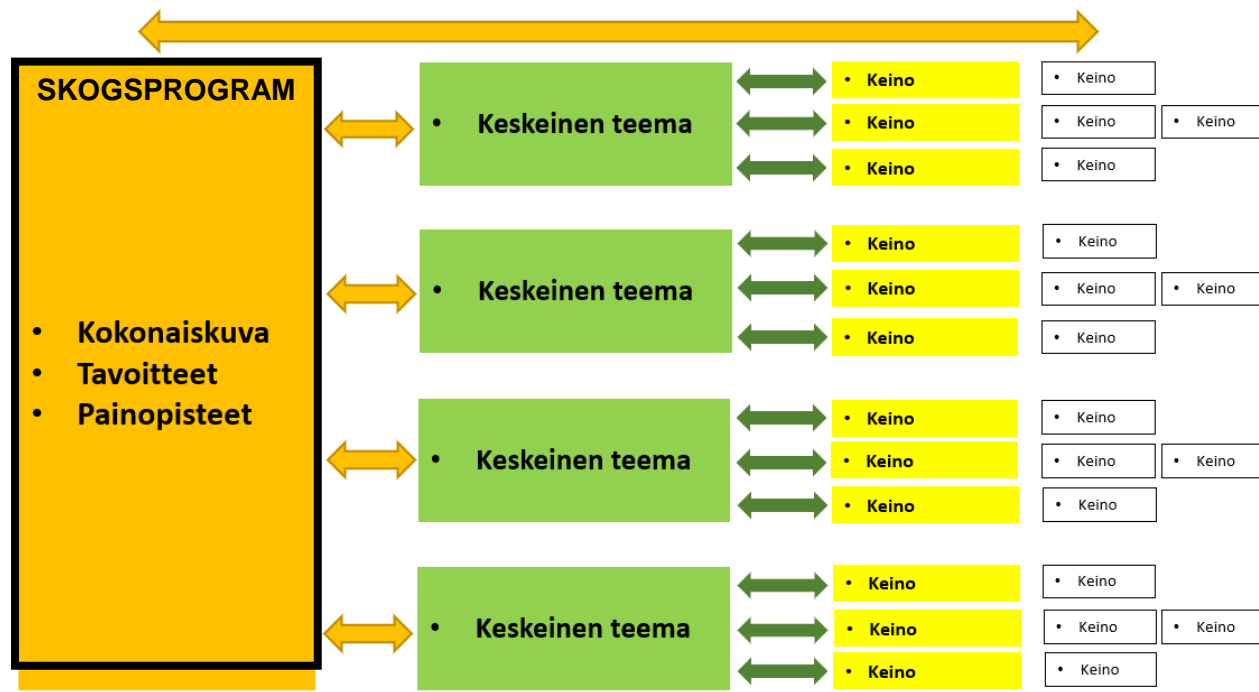 SKOGSPROGRAM
• Kokonaiskuva
• Tavoitteet
• Painopisteet
• Keskeinen teema
• Keino
• Keino
• Keino
• Keino
• Keino • Keino
• Keino
• Keskeinen teema
• Keino
• Keino
• Keino
• Keino
• Keino • Keino
• Keino
• Keskeinen teema
• Keino
• Keino
• Keino
• Keino
• Keino • Keino
• Keino
• Keskeinen teema
• Keino
• Keino
• Keino
• Keino
• Keino • Keino
• Keino